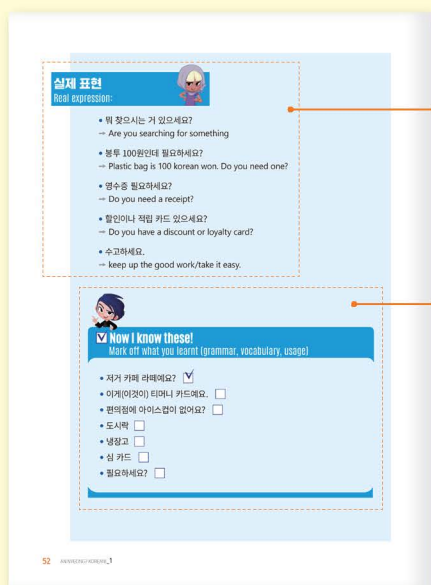 실제 표현
Real expression:
• 뭐 찾으시는 거 있으세요?
→ Are you searching for something
• 봉투 100원인데 필요하세요?
→ Plastic bag is 100 korean won. Do you need one?
• 영수증 필요하세요?
→ Do you need a receipt?
• 할인이나 적립 카드 있으세요?
→ Do you have a discount or loyalty card?
• 수고하세요.
→ keep up the good work/take it easy.
Now I know these!
Mark off what you learnt (grammar, vocabulary, usage)
• 저거 카페 라떼예요?
• 이게(이것이) 티머니 카드예요.
• 편의점에 아이스컵이 없어요?
• 도시락
• 냉장고
• 심 카드
• 필요하세요?
52